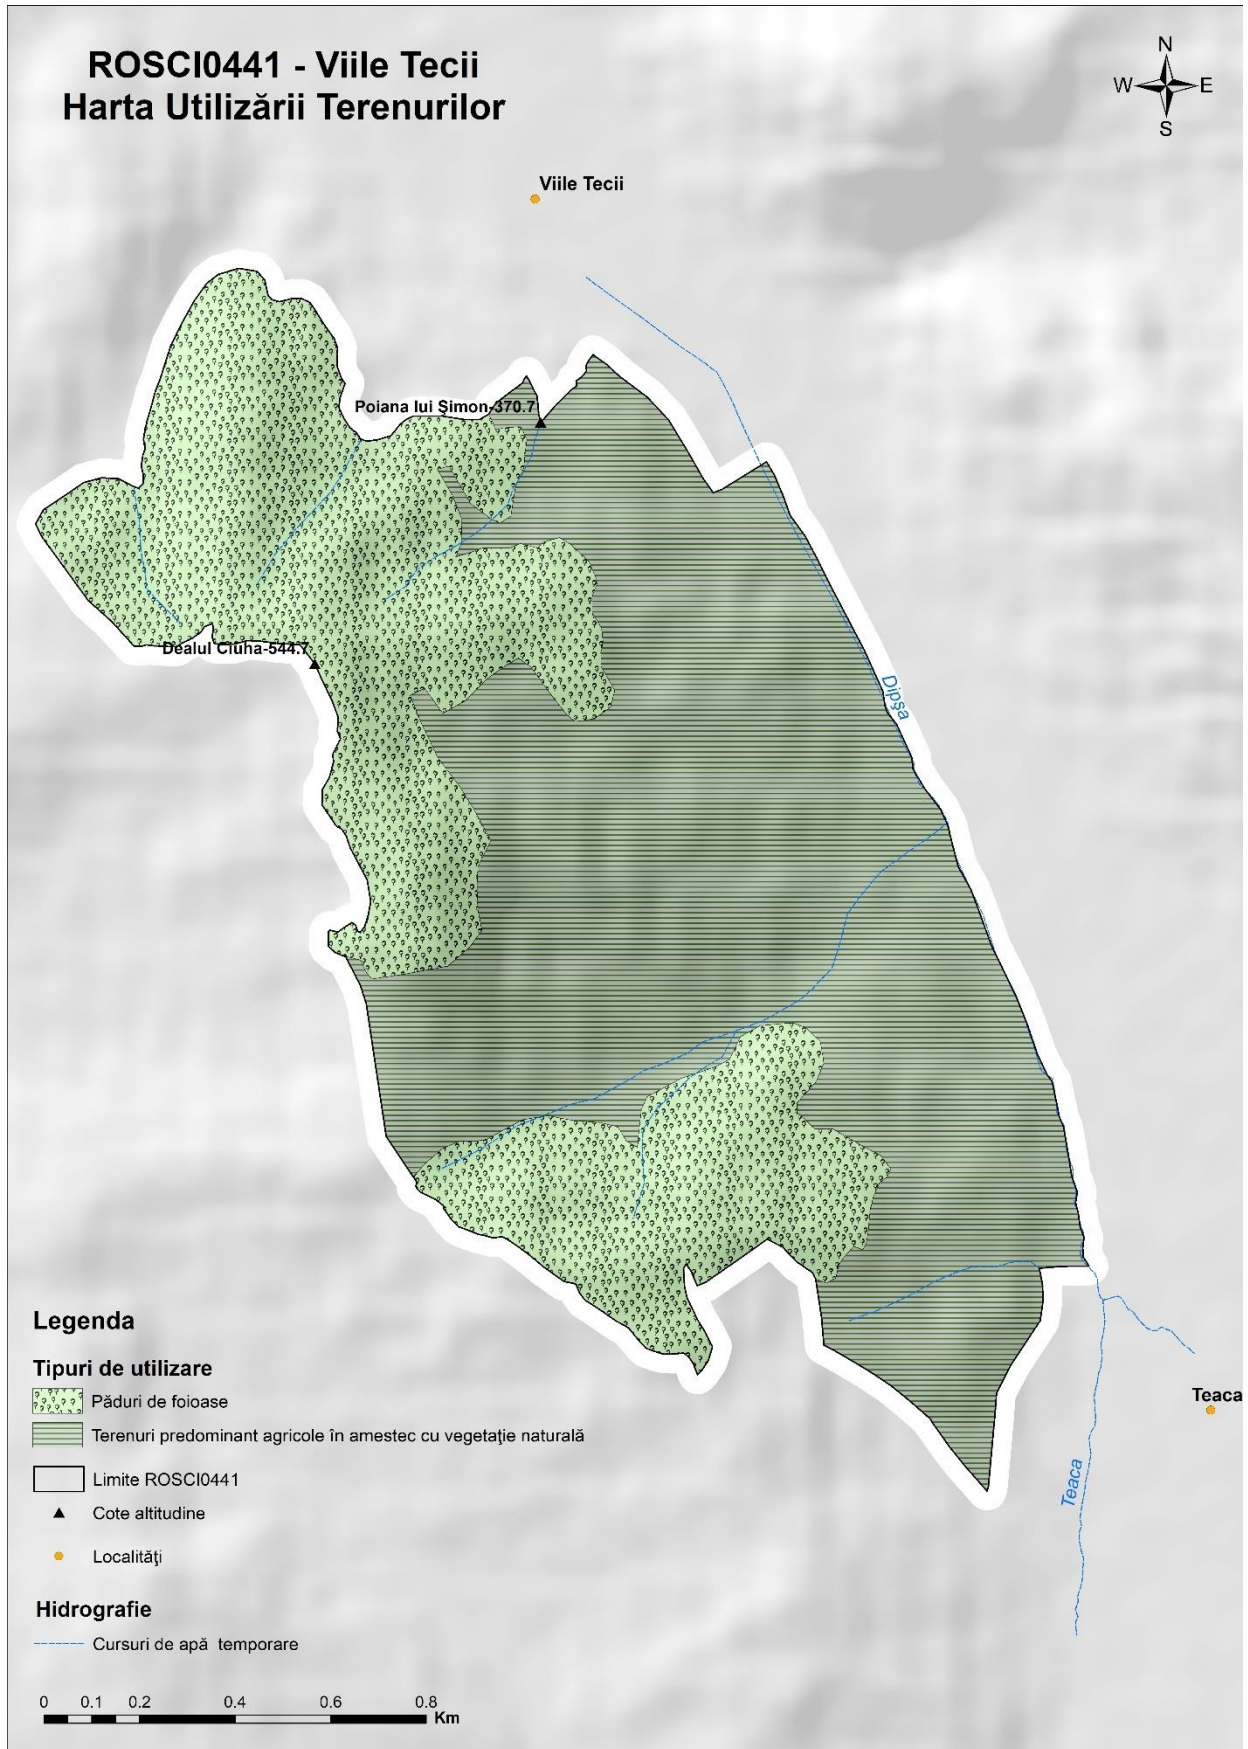 ROSCI0441 - Viile Tecii
Harta Utilizării Terenurilor
N
W E
S
Viile Tecii
Poiana lui Şimon-370.7
Dealul Ciuha-544.7
Dipşa
Teaca
Teaca
Legenda
Tipuri de utilizare
Păduri de foioase
Terenuri predominant agricole în amestec cu vegetaţie naturală
Limite ROSCI0441
Cote altitudine
Localităţi
Hidrografie
Cursuri de apă temporare
0 0.1 0.2 0.4 0.6 0.8
Km